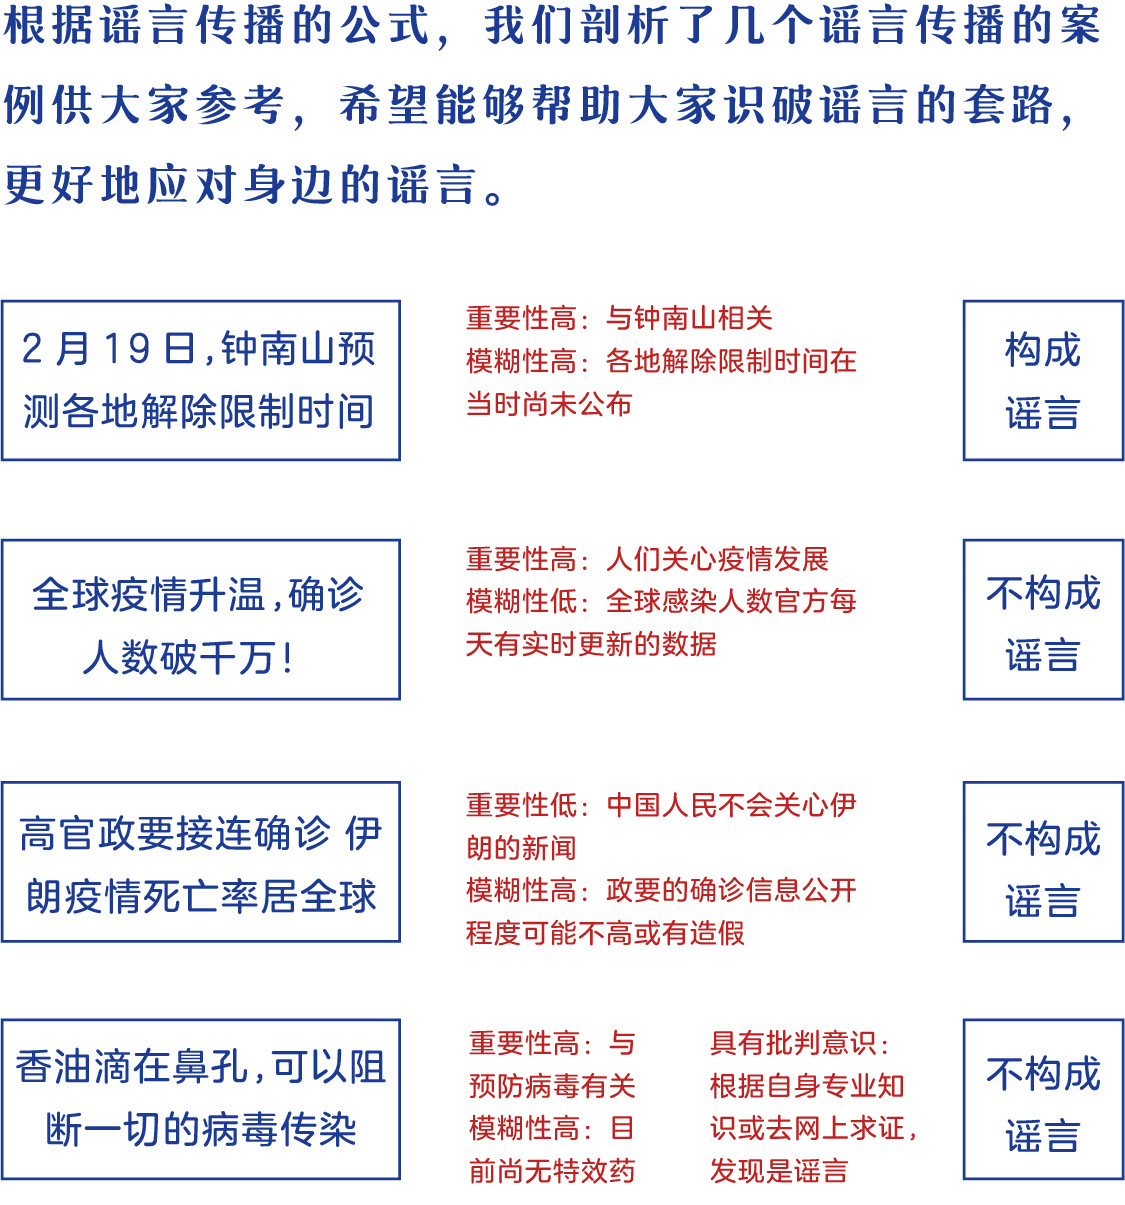 根据谣言传播的公式，我们剖析了几个谣言传播的案
例供大家参考，希望能够帮助大家识破谣言的套路，
更好地应对身边的谣言。
2月19日,钟南山预
测各地解除限制时间
重要性高：与钟南山相关
模糊性高：各地解除限制时间在
当时尚未公布
构成
谣言
全球疫情升温,确诊
人数破千万!
重要性高：人们关心疫情发展
模糊性低：全球感染人数官方每
天有实时更新的数据
不构成
谣言
高官政要接连确诊 伊
朗疫情死亡率居全球
重要性低：中国人民不会关心伊
朗的新闻
模糊性高：政要的确诊信息公开
程度可能不高或有造假
不构成
谣言
香油滴在鼻孔,可以阻
断一切的病毒传染
重要性高：与
预防病毒有关
模糊性高：目
前尚无特效药
具有批判意识：
根据自身专业知
识或去网上求证，
发现是谣言
不构成
谣言